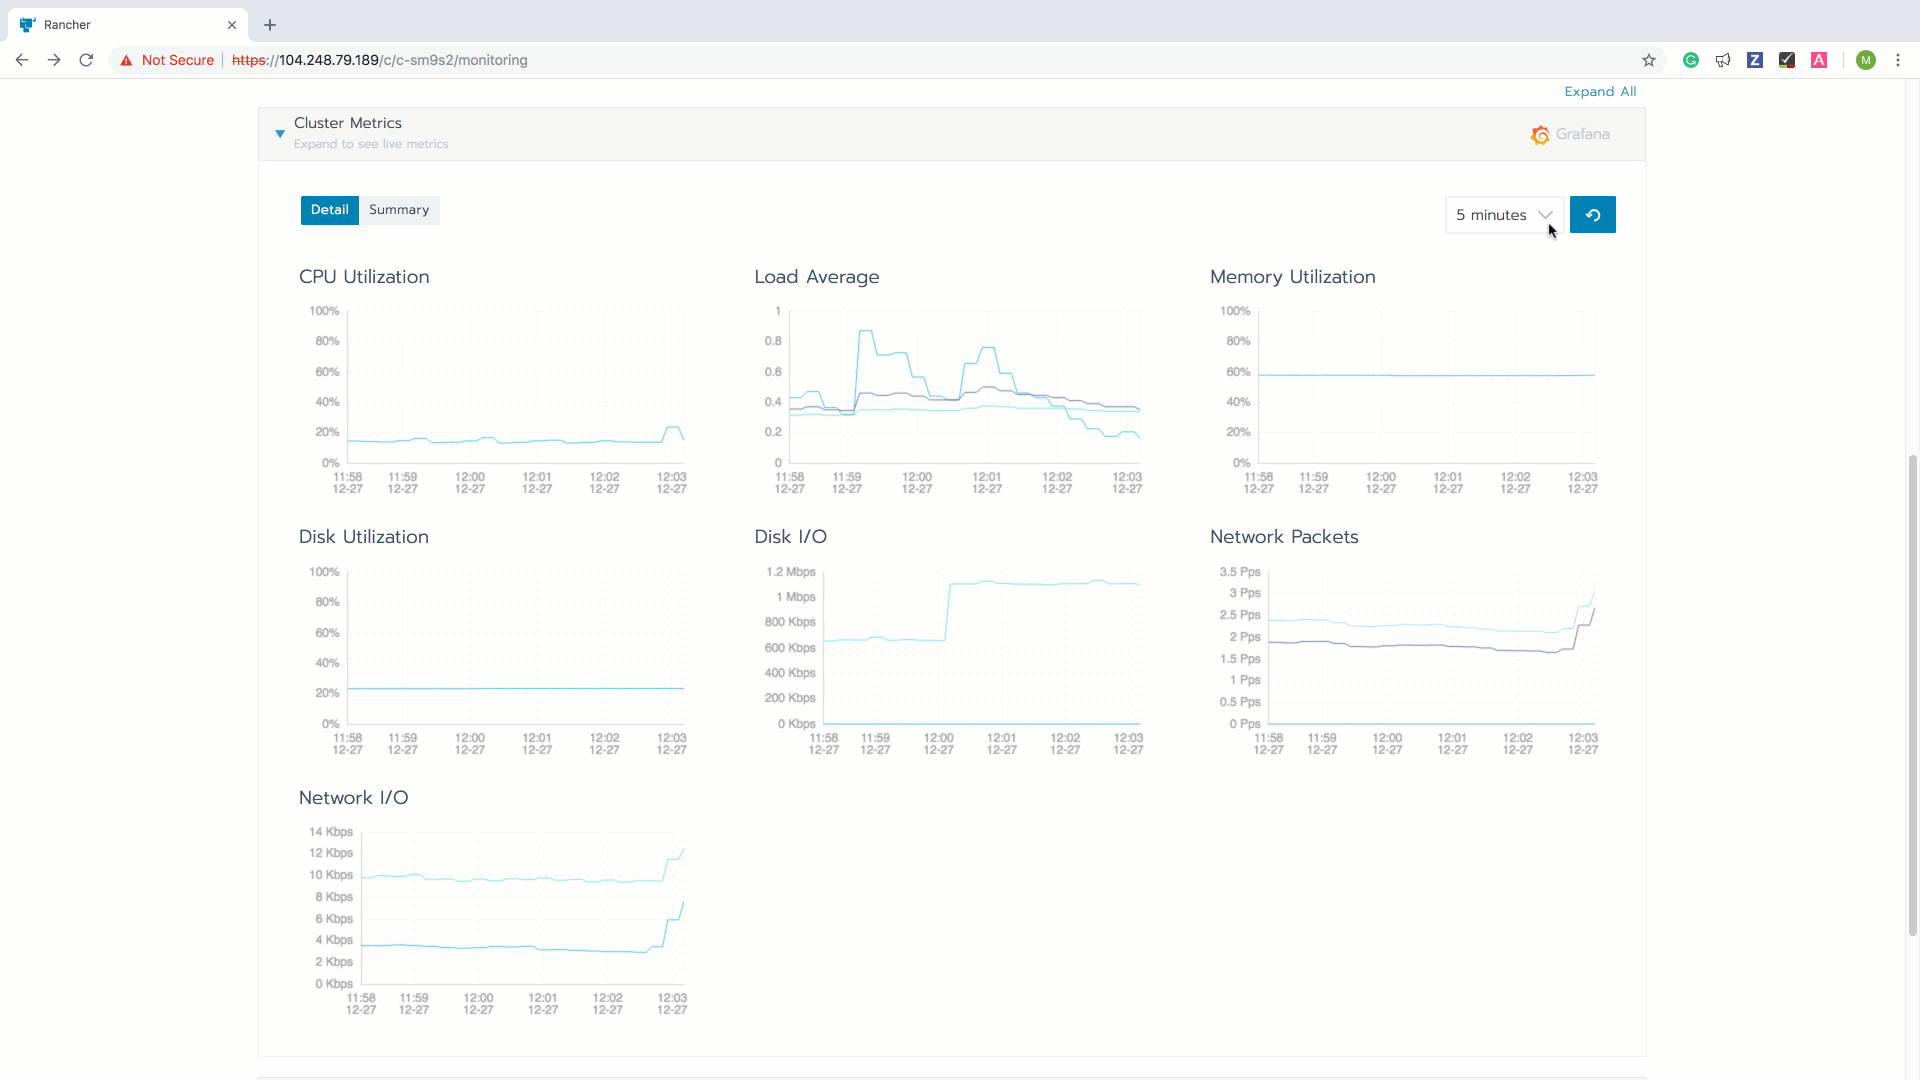 Rancher
Not Secure https://104.248.79.189/c/c-sm9s2/monitoring
G Z A M
Expand All
Cluster Metrics
Expand to see live metrics
Grafana
Detail Summary
5 minutes
CPU Utilization
100%
80%
60%
40%
20%
0%
11:58 11:59 12:00 12:01 12:02 12:03
12-27 12-27 12-27 12-27 12-27 12-27
Load Average
1
0.8
0.6
0.4
0.2
0
11:58 11:59 12:00 12:01 12:02 12:03
12-27 12-27 12-27 12-27 12-27 12-27
Memory Utilization
100%
80%
60%
40%
20%
0%
11:58 11:59 12:00 12:01 12:02 12:03
12-27 12-27 12-27 12-27 12-27 12-27
Disk Utilization
100%
80%
60%
40%
20%
0%
11:58 11:59 12:00 12:01 12:02 12:03
12-27 12-27 12-27 12-27 12-27 12-27
Disk I/O
1.2 Mbps
1 Mbps
800 Kbps
600 Kbps
400 Kbps
200 Kbps
0 Kbps
11:58 11:59 12:00 12:01 12:02 12:03
12-27 12-27 12-27 12-27 12-27 12-27
Network Packets
3.5 Pps
3 Pps
2.5 Pps
2 Pps
1.5 Pps
1 Pps
0.5 Pps
0 Pps
11:58 11:59 12:00 12:01 12:02 12:03
12-27 12-27 12-27 12-27 12-27 12-27
Network I/O
14 Kbps
12 Kbps
10 Kbps
8 Kbps
6 Kbps
4 Kbps
2 Kbps
0 Kbps
11:58 11:59 12:00 12:01 12:02 12:03
12-27 12-27 12-27 12-27 12-27 12-27